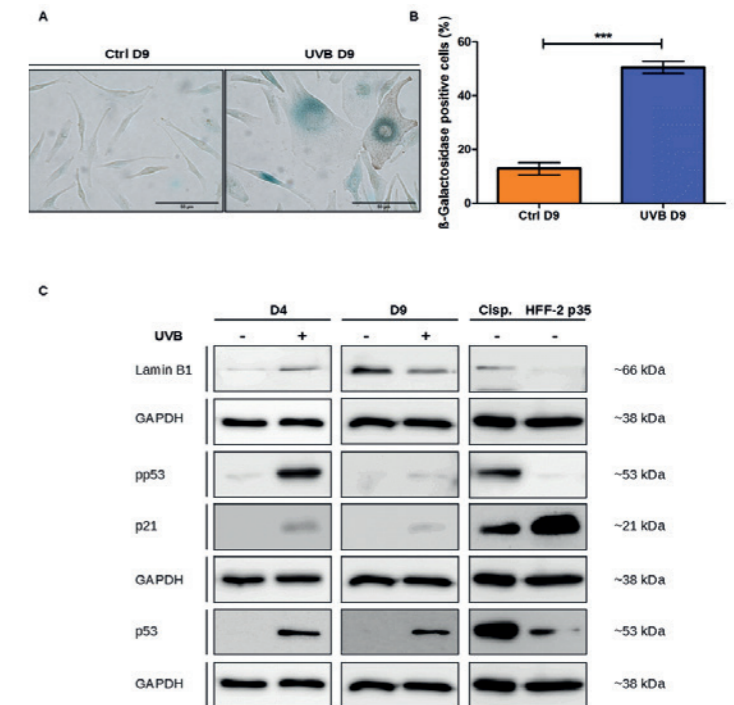 A
B
Ctrl D9 UVB D9
ß-Galactosidase positive cells (%)
60
40
20
0
***
Ctrl D9 UVB D9
C
D4 D9 Cisp. HFF-2 p35
UVB - + - + - -
Lamin B1 ~66 kDa
GAPDH ~38 kDa
pp53 ~53 kDa
p21 ~21 kDa
GAPDH ~38 kDa
p53 ~53 kDa
GAPDH ~38 kDa